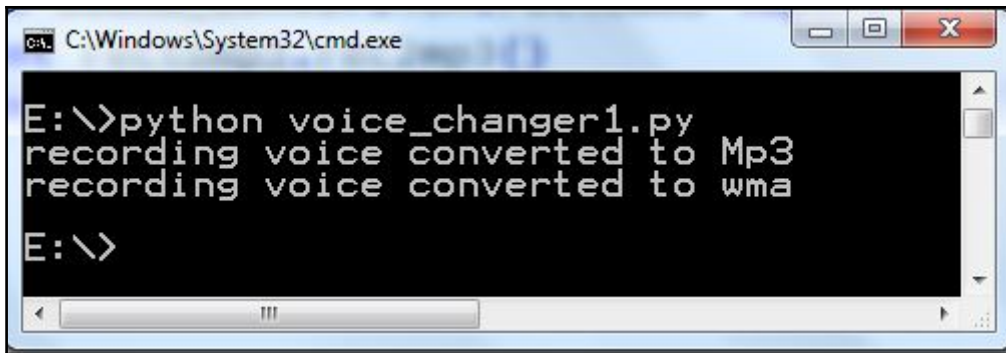 C:\Windows\System32\cmd.exe
E:\>python voice_changer1.py
recording voice converted to Mp3
recording voice converted to wma
E:\>